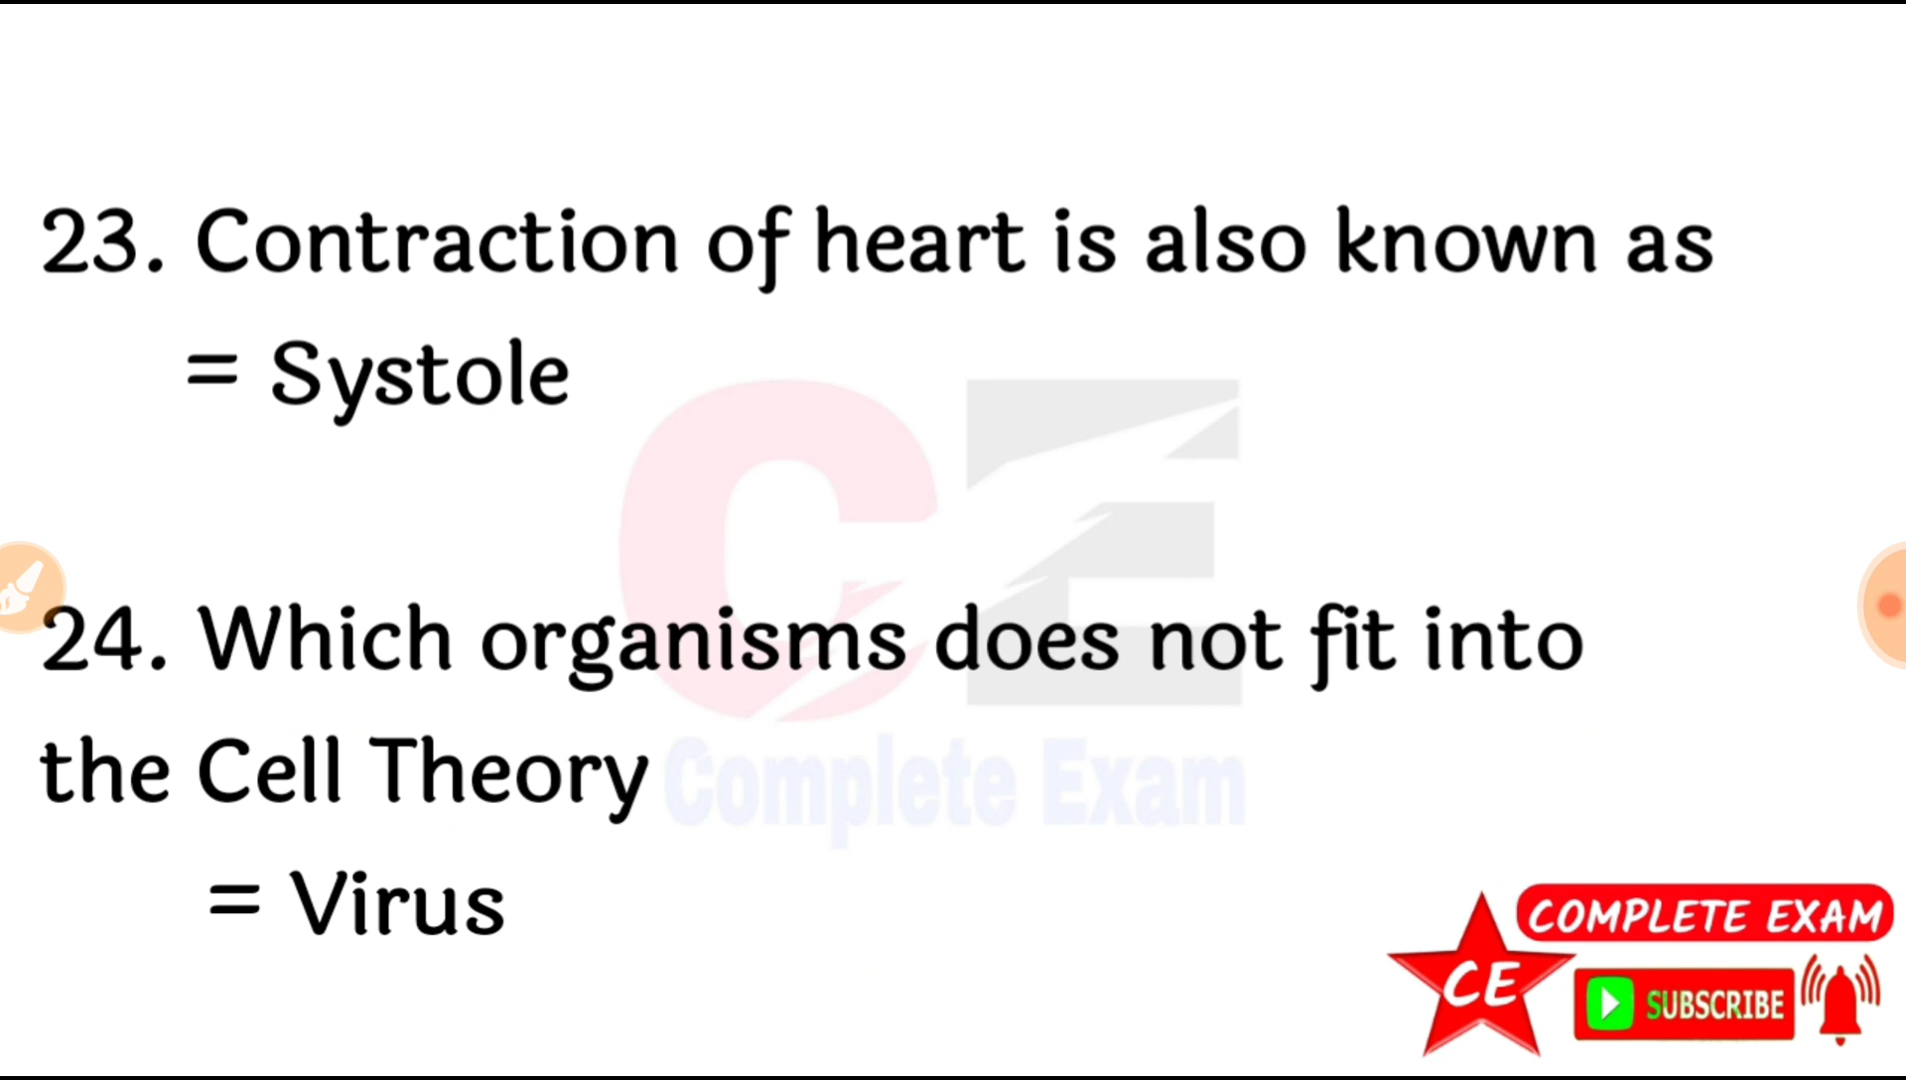 23. Contraction of heart is also known as
= Systole
CE
24. Which organisms does not fit into
the Cell Theory
Complete Exam
= Virus
COMPLETE EXAM
CE
SUBSCRIBE